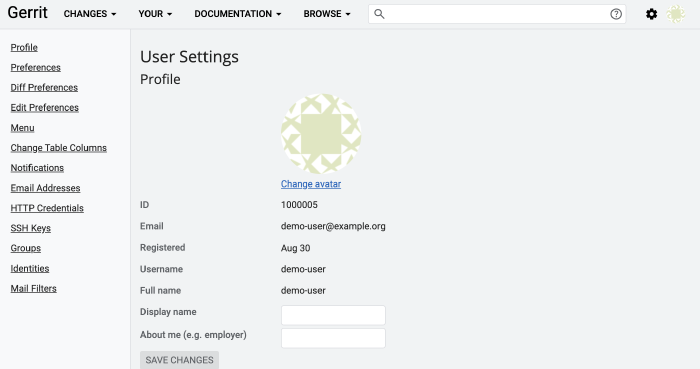 Gerrit CHANGES YOUR DOCUMENTATION BROWSE
Profile
Preferences
Diff Preferences
Edit Preferences
Menu
Change Table Columns
Notifications
Email Addresses
HTTP Credentials
SSH Keys
Groups
Identities
Mail Filters
User Settings
Profile
Change avatar
ID 1000005
Email demo-user@example.org
Registered Aug 30
Username demo-user
Full name demo-user
Display name
About me (e.g. employer)
SAVE CHANGES